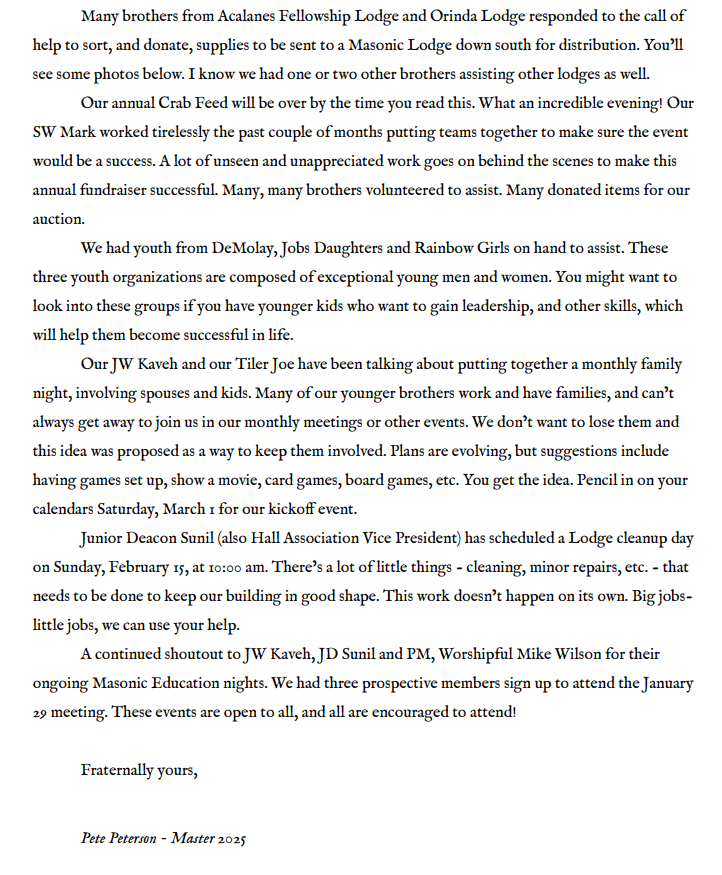 Many brothers from Acalanes Fellowship Lodge and Orinda Lodge responded to the call of
help to sort, and donate, supplies to be sent to a Masonic Lodge down south for distribution. You'll
see some photos below. I know we had one or two other brothers assisting other lodges as well.
Our annual Crab Feed will be over by the time you read this. What an incredible evening! Our
SW Mark worked tirelessly the past couple of months putting teams together to make sure the event
would be a success. A lot of unseen and unappreciated work goes on behind the scenes to make this
annual fundraiser successful. Many, many brothers volunteered to assist. Many donated items for our
auction.
We had youth from DeMolay, Jobs Daughters and Rainbow Girls on hand to assist. These
three youth organizations are composed of exceptional young men and women. You might want to
look into these groups if you have younger kids who want to gain leadership, and other skills, which
will help them become successful in life.
Our JW Kaveh and our Tiler Joe have been talking about putting together a monthly family
night, involving spouses and kids. Many of our younger brothers work and have families, and can't
always get away to join us in our monthly meetings or other events. We don't want to lose them and
this idea was proposed as a way to keep them involved. Plans are evolving, but suggestions include
having games set up, show a movie, card games, board games, etc. You get the idea. Pencil in on your
calendars Saturday, March 1 for our kickoff event.
Junior Deacon Sunil (also Hall Association Vice President) has scheduled a Lodge cleanup day
on Sunday, February 15, at 10:00 am. There's a lot of little things - cleaning, minor repairs, etc. - that
needs to be done to keep our building in good shape. This work doesn't happen on its own. Big jobs-
little jobs, we can use your help.
A continued shoutout to JW Kaveh, JD Sunil and PM, Worshipful Mike Wilson for their
ongoing Masonic Education nights. We had three prospective members sign up to attend the January
29 meeting. These events are open to all, and all are encouraged to attend!
Fraternally yours,
Pete Peterson - Master 2025